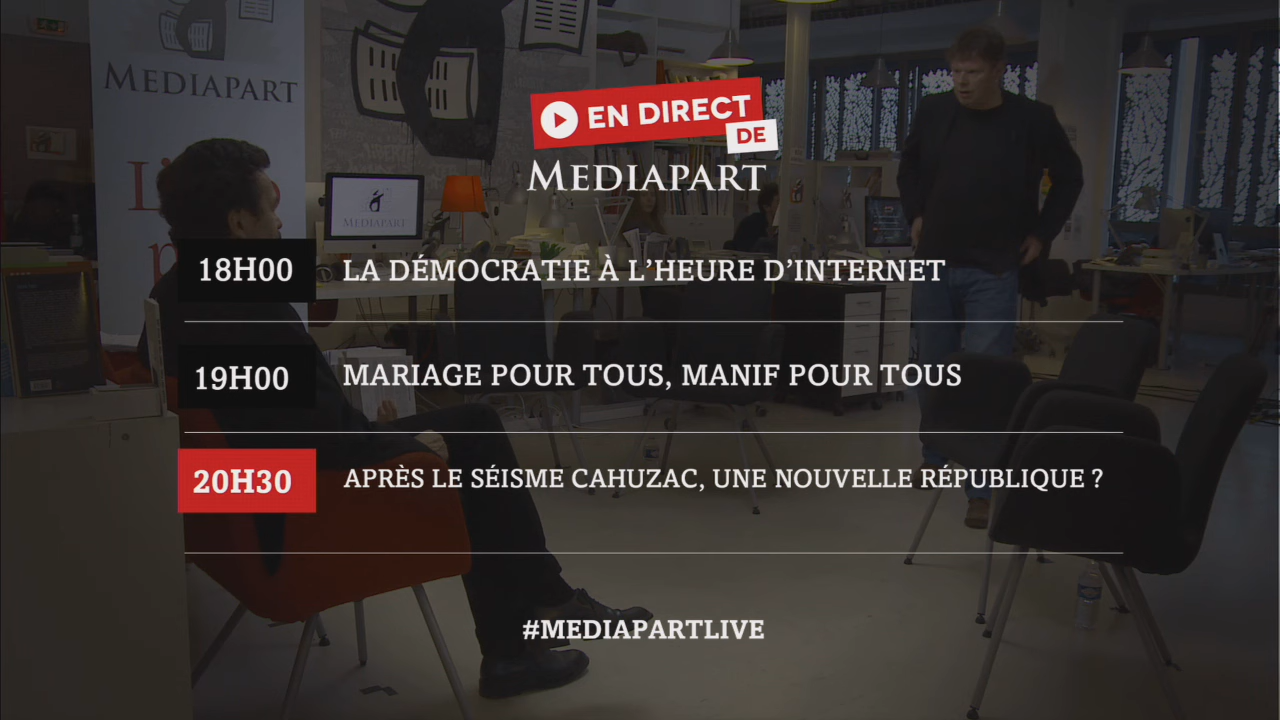 MEDIAPART
EN DIRECT
DE
MEDIAPART
MEDIAPART
18H00 LA DÉMOCRATIE À L'HEURE D'INTERNET
19H00 MARIAGE POUR TOUS, MANIF POUR TOUS
20H30 APRÈS LE SÉISME CAHUZAC, UNE NOUVELLE RÉPUBLIQUE ?
#MEDIAPARTLIVE